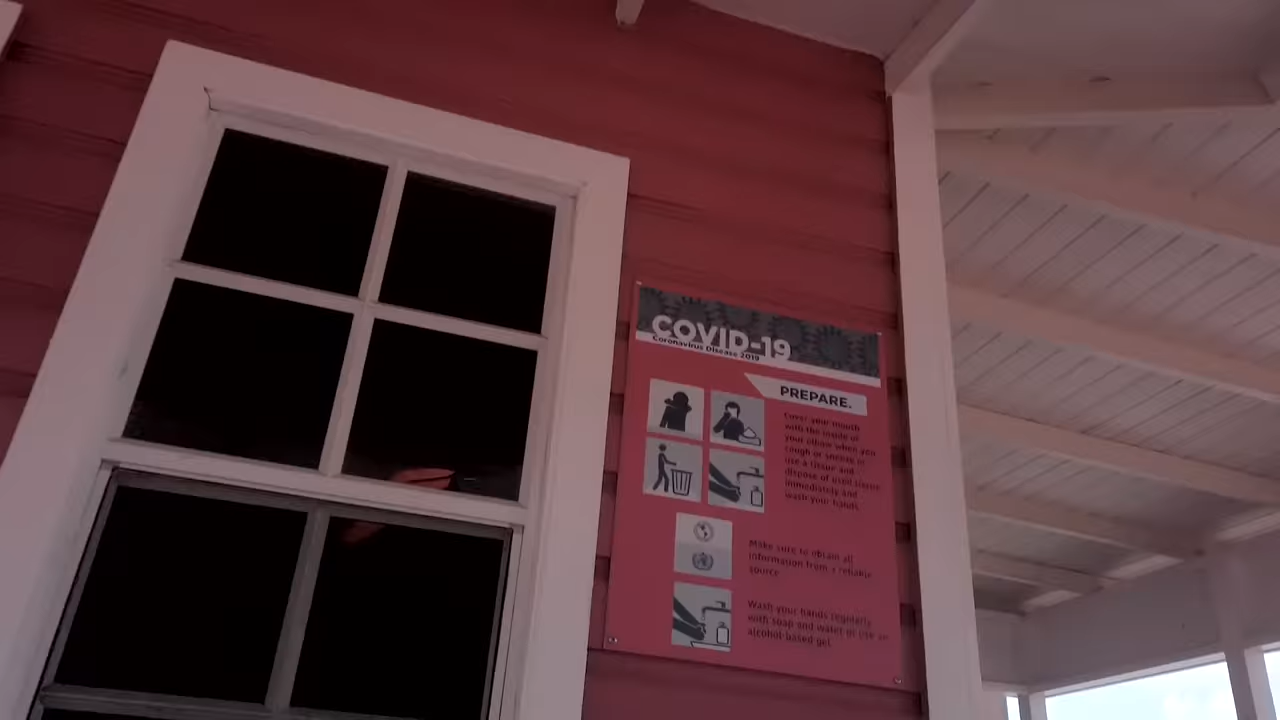 COVID-19
Coronavirus Disease 2019
PREPARE.
Cover your mouth
with the inside of
your elbow when you
cough or sneeze or
use a tissue and
dispose of used tissue
immediately and
wash your hands.
Make sure to obtain all
information from a reliable
source.
Wash your hands regularly
with soap and water or use an
alcohol-based gel.